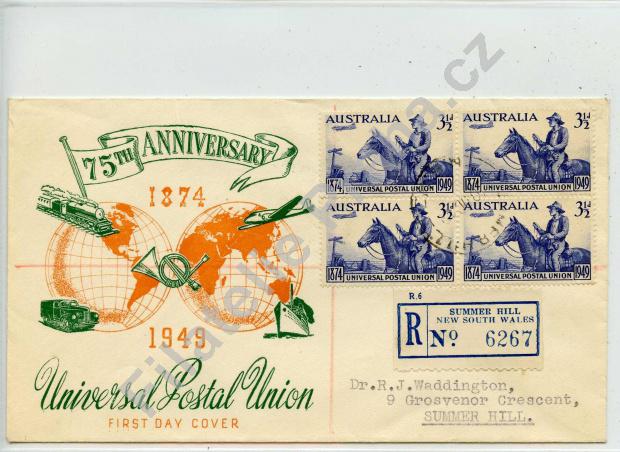 75TH ANNIVERSARY
1874
1949
Universal Postal Union
FIRST DAY COVER
AUSTRALIA 3½d
1874 UNIVERSAL POSTAL UNION 1949
AUSTRALIA 3½d
1874 UNIVERSAL POSTAL UNION 1949
AUSTRALIA 3½d
1874 UNIVERSAL POSTAL UNION 1949
AUSTRALIA 3½d
1874 UNIVERSAL POSTAL UNION 1949
R.6
SUMMER HILL
NEW SOUTH WALES
R No 6267
Dr.R.J.Waddington,
9 Grosvenor Crescent,
SUMMER HILL.